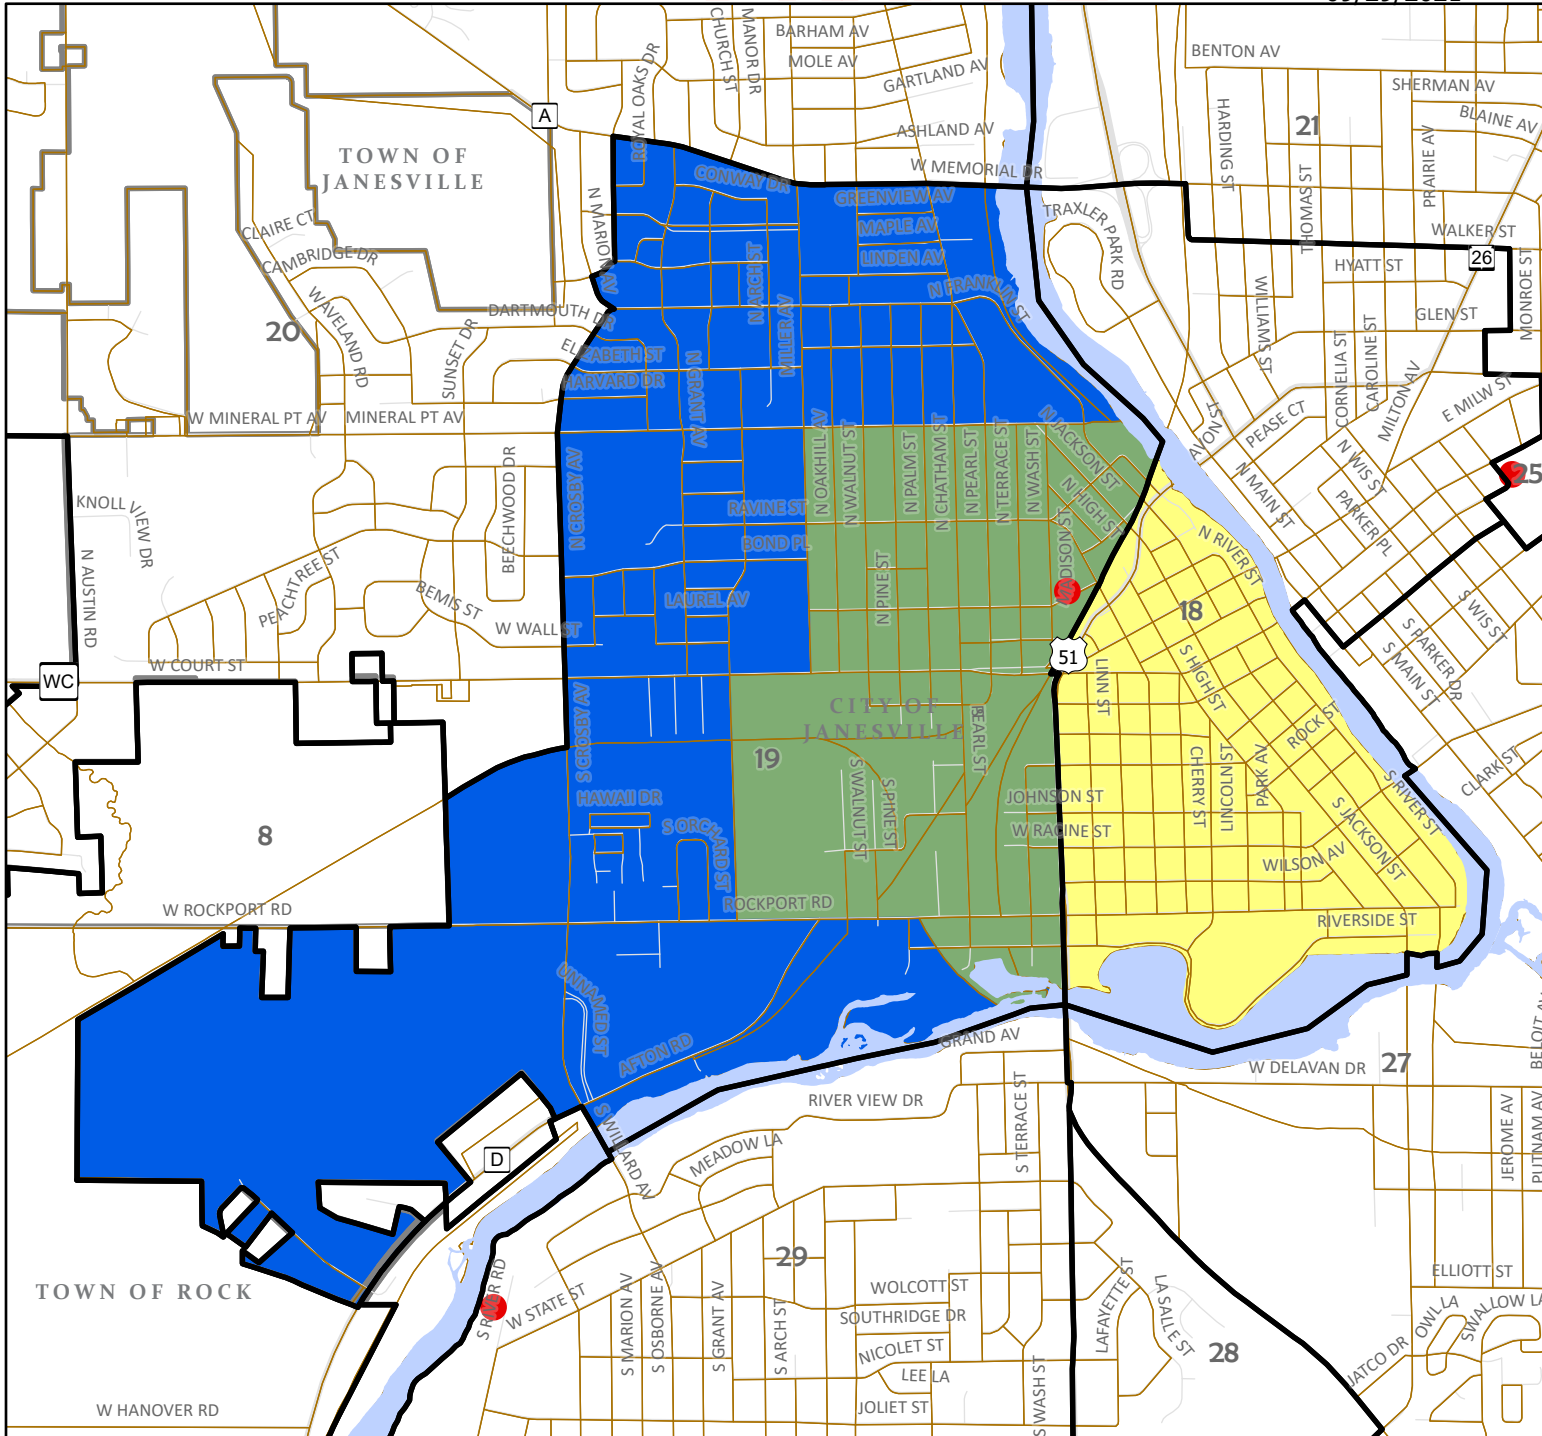 BARHAM AV
MOLE AV
GARTLAND AV
CHURCH ST
MANOR DR
ROYAL OAKS DR
ASHLAND AV
W MEMORIAL DR
BENTON AV
SHERMAN AV
BLAINE AV
21
HARDING ST
THOMAS ST
PRAIRIE AV
A
TOWN OF
JANESVILLE
N MARION AV
CONWAY DR
GREENVIEW AV
MAPLE AV
LINDEN AV
N FRANKLIN ST
TRAXLER PARK RD
WALKER ST
26
HYATT ST
GLEN ST
MONROE ST
WILLIAMS ST
CORNELIA ST
CAROLINE ST
MILTON AV
E MILW ST
CLAIRE CT
CAMBRIDGE DR
WAVELAND RD
20
SUNSET DR
DARTMOUTH DR
ELIZABETH ST
HARVARD DR
N ARCH ST
MILLER AV
N GRANT AV
W MINERAL PT AV
MINERAL PT AV
AVON ST
PEASE CT
N MAIN ST
N WIS ST
PARKER PL
25
KNOLL VIEW DR
N AUSTIN RD
PEACHTREE ST
BEECHWOOD DR
BEMIS ST
W WALL ST
W COURT ST
WC
N CROSBY AV
RAVINE ST
BOND PL
LAUREL AV
N OAKHILL AV
N WALNUT ST
N PALM ST
N CHATHAM ST
N PEARL ST
N TERRACE ST
N WASH ST
N JACKSON ST
N HIGH ST
MADISON ST
N PINE ST
N RIVER ST
18
51
S WIS ST
S PARKER DR
S MAIN ST
CLARK ST
LINN ST
S HIGH ST
ROCK ST
CHERRY ST
LINCOLN ST
PARK AV
S RIVER ST
S JACKSON ST
WILSON AV
RIVERSIDE ST
CITY OF
JANESVILLE
19
PEARL ST
S WALNUT ST
S PINE ST
JOHNSON ST
W RACINE ST
S CROSBY AV
HAWAII DR
S ORCHARD ST
ROCKPORT RD
8
W ROCKPORT RD
UNNAMED ST
AFTON RD
GRAND AV
W DELAVAN DR
27
BELOIT AV
JEROME AV
PUTNAM AV
RIVER VIEW DR
S TERRACE ST
MEADOW LA
S WILLARD AV
D
TOWN OF ROCK
S RIVER RD
W STATE ST
29
S MARION AV
S OSBORNE AV
S GRANT AV
S ARCH ST
WOLCOTT ST
SOUTHRIDGE DR
NICOLET ST
LEE LA
JOLIET ST
S WASH ST
LAFAYETTE ST
LA SALLE ST
28
ELLIOTT ST
OWL LA
SWALLOW LA
JATCO DR
W HANOVER RD